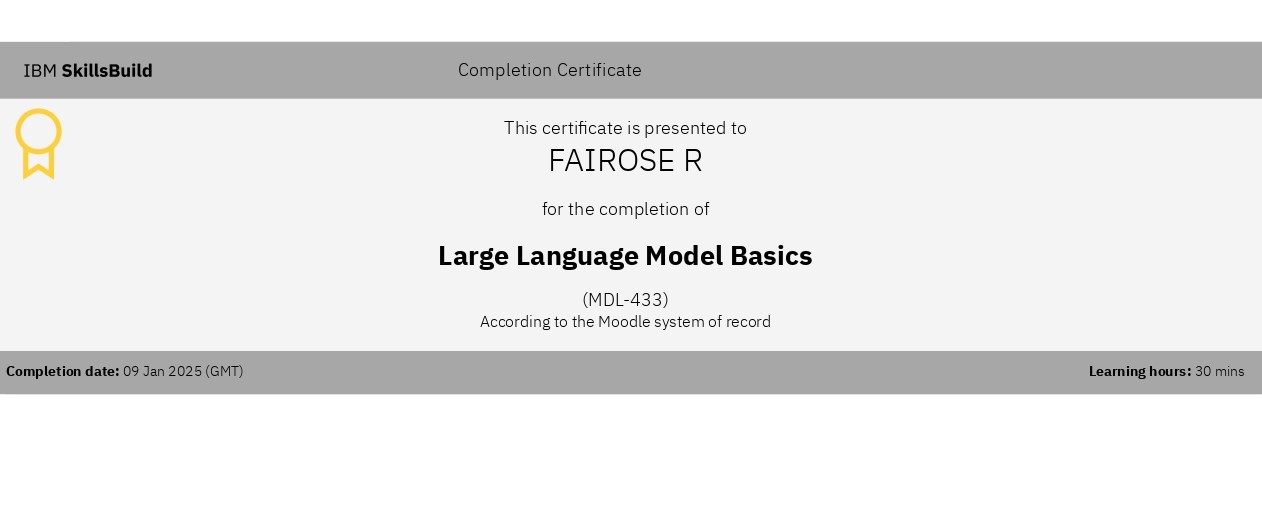 IBM SkillsBuild
Completion Certificate
This certificate is presented to
FAIROSE R
for the completion of
Large Language Model Basics
(MDL-433)
According to the Moodle system of record
Completion date: 09 Jan 2025 (GMT)
Learning hours: 30 mins